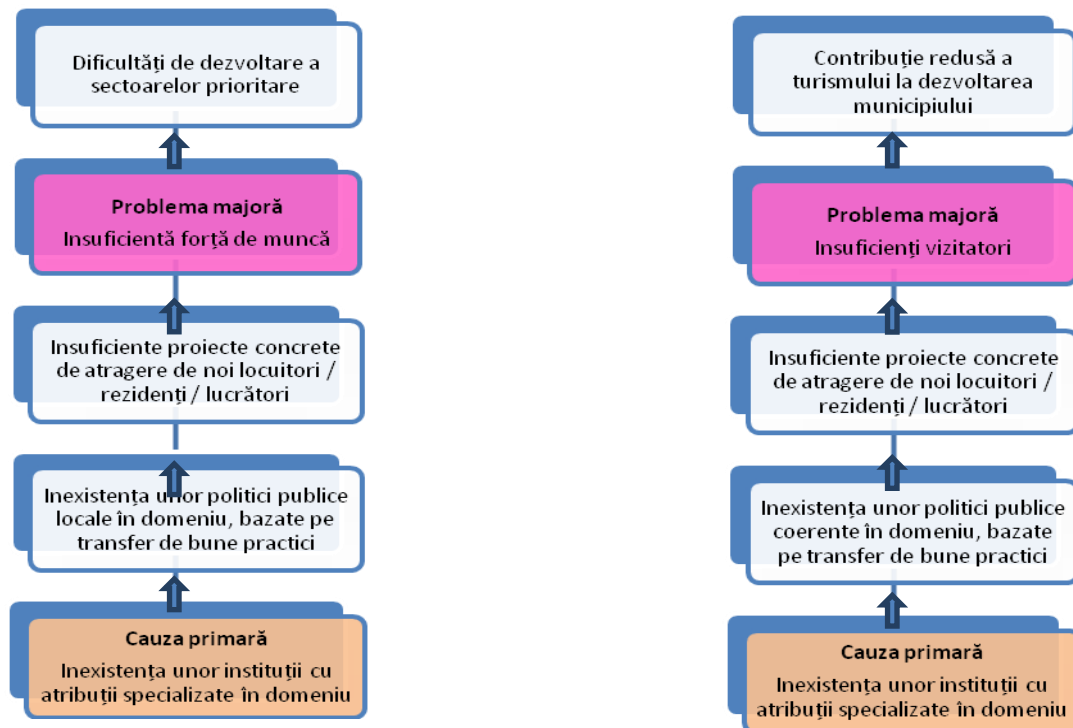 Dificultăți de dezvoltare a
sectoarelor prioritare
Problema majoră
Insuficientă forță de muncă
Insuficiente proiecte concrete
de atragere de noi locuitori /
rezidenți / lucrători
Inexistența unor politici publice
locale în domeniu, bazate pe
transfer de bune practici
Cauza primară
Inexistența unor instituții cu
atribuții specializate în domeniu
Contribuție redusă a
turismului la dezvoltarea
municipiului
Problema majoră
Insuficienți vizitatori
Insuficiente proiecte concrete
de atragere de noi locuitori /
rezidenți / lucrători
Inexistența unor politici publice
coerente în domeniu, bazate
pe transfer de bune practici
Cauza primară
Inexistența unor instituții cu
atribuții specializate în domeniu